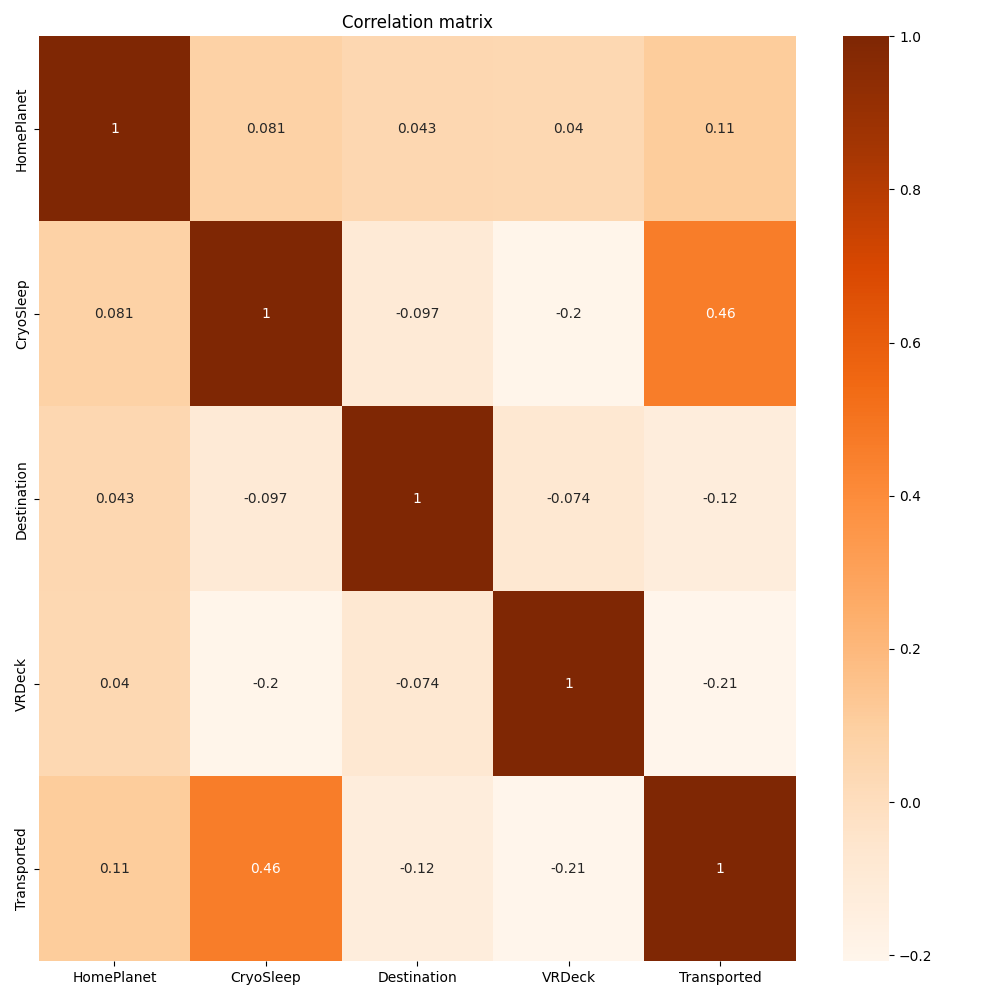 Correlation matrix
HomePlanet 1 0.081 0.043 0.04 0.11
CryoSleep 0.081 1 -0.097 -0.2 0.46
Destination 0.043 -0.097 1 -0.074 -0.12
VRDeck 0.04 -0.2 -0.074 1 -0.21
Transported 0.11 0.46 -0.12 -0.21 1
HomePlanet CryoSleep Destination VRDeck Transported
1.0
0.8
0.6
0.4
0.2
0.0
−0.2